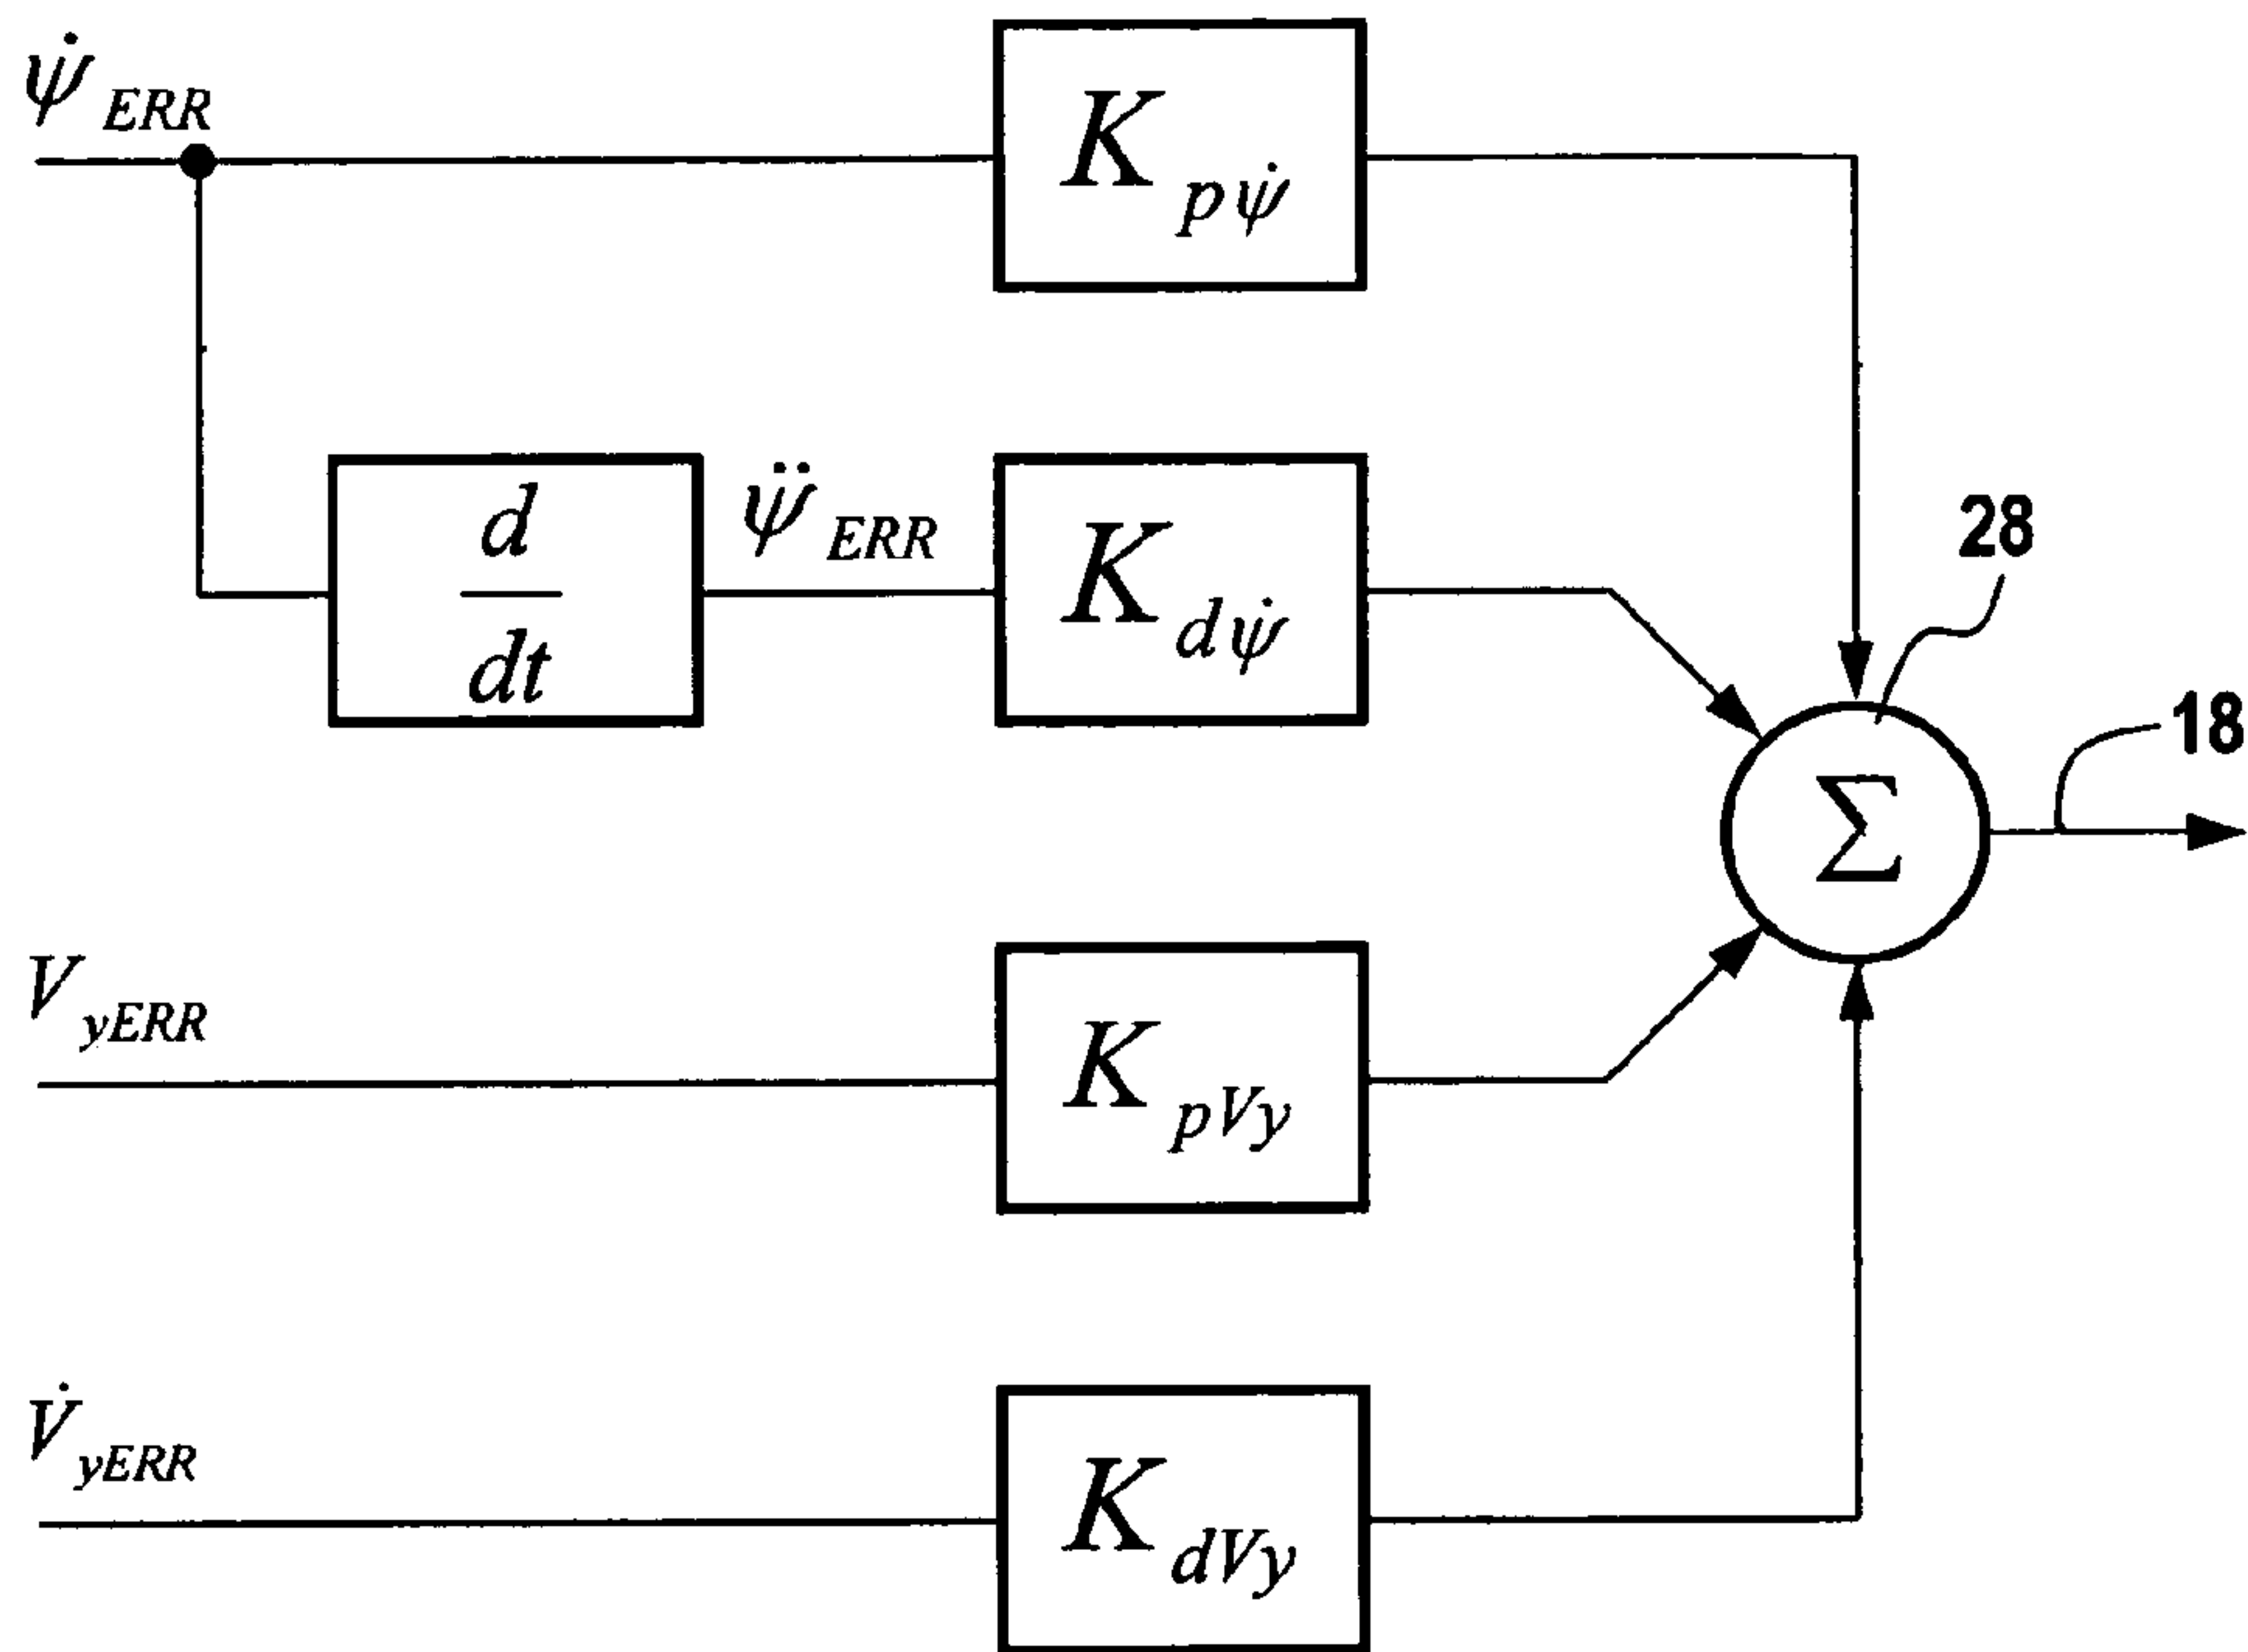 ψ̇ ERR
K pψ̇
d
dt
ψ̈ ERR
K dψ̇
28
18
Σ
V yERR
K pVy
V̇ yERR
K dVy